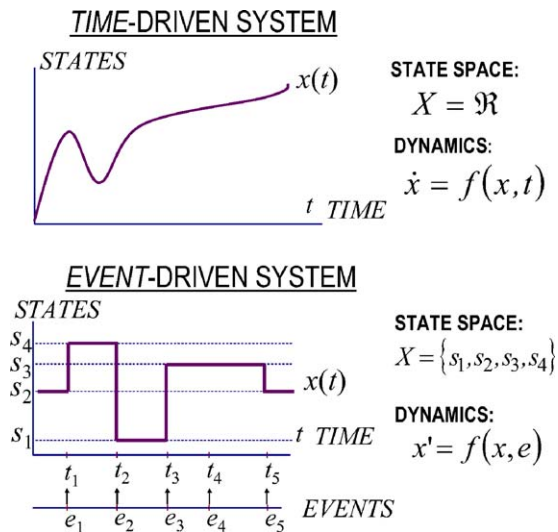 TIME-DRIVEN SYSTEM
STATES
x(t)
t TIME
STATE SPACE:
X = ℜ
DYNAMICS:
ẋ = f(x,t)
EVENT-DRIVEN SYSTEM
STATES
s₄
s₃
s₂
s₁
x(t)
t TIME
t₁ t₂ t₃ t₄ t₅
EVENTS
e₁ e₂ e₃ e₄ e₅
STATE SPACE:
X = {s₁,s₂,s₃,s₄}
DYNAMICS:
x' = f(x,e)